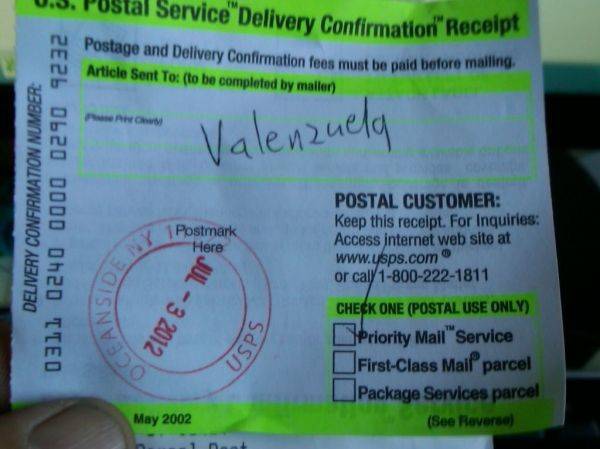 U.S. Postal Service™ Delivery Confirmation™ Receipt
Postage and Delivery Confirmation fees must be paid before mailing.
Article Sent To: (to be completed by mailer)
(Please Print Clearly)
Valenzuela
DELIVERY CONFIRMATION NUMBER:
0311 0240 0000 0290 9232
Postmark
Here
OCEANSIDE NY
JUL - 3 2012
USPS
POSTAL CUSTOMER:
Keep this receipt. For Inquiries:
Access internet web site at
www.usps.com®
or call 1-800-222-1811
CHECK ONE (POSTAL USE ONLY)
Priority Mail™ Service
First-Class Mail® parcel
Package Services parcel
May 2002
(See Reverse)